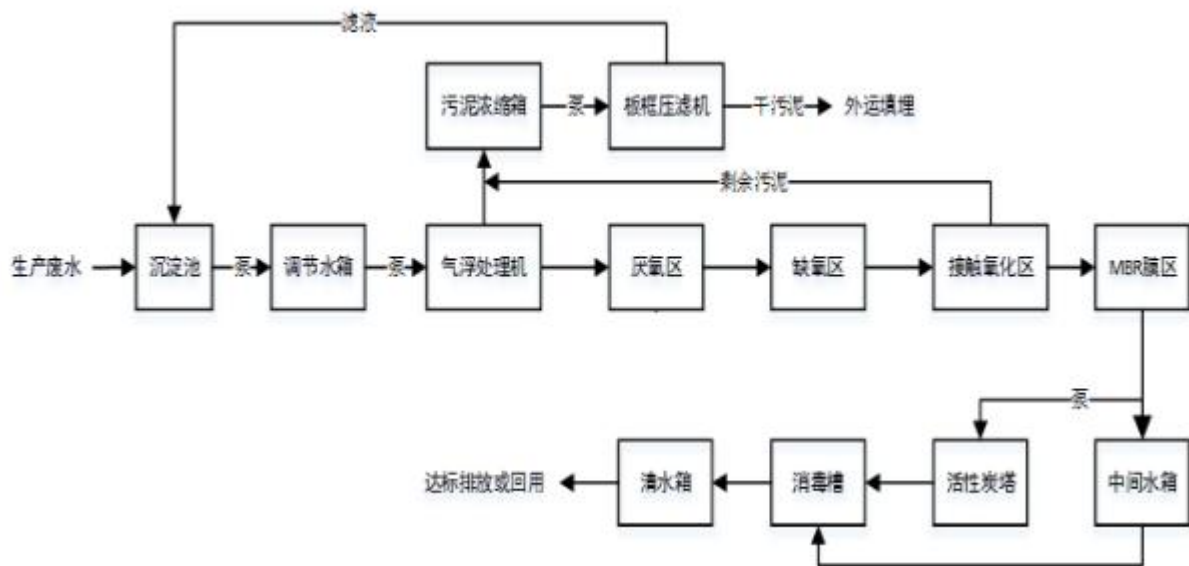 滤液
污泥浓缩箱
泵
板框压滤机
干污泥
外运填埋
剩余污泥
生产废水
沉淀池
泵
调节水箱
泵
气浮处理机
厌氧区
缺氧区
接触氧化区
MBR膜区
泵
达标排放或回用
清水箱
消毒槽
活性炭塔
中间水箱